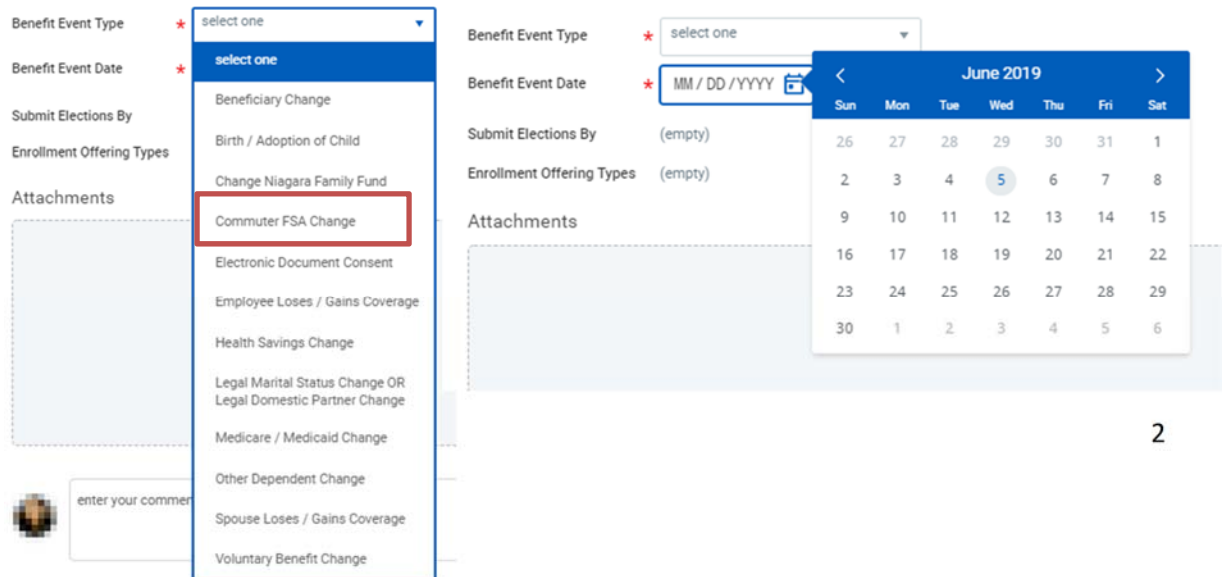 Benefit Event Type * select one
select one
Benefit Event Date *
Beneficiary Change
Submit Elections By
Birth / Adoption of Child
Enrollment Offering Types
Change Niagara Family Fund
Attachments
Commuter FSA Change
Electronic Document Consent
Employee Loses / Gains Coverage
Health Savings Change
Legal Marital Status Change OR
Legal Domestic Partner Change
Medicare / Medicaid Change
Other Dependent Change
enter your commen
Spouse Loses / Gains Coverage
Voluntary Benefit Change
Benefit Event Type * select one
Benefit Event Date * MM / DD / YYYY
Submit Elections By (empty)
Enrollment Offering Types (empty)
Attachments
June 2019
Sun Mon Tue Wed Thu Fri Sat
26 27 28 29 30 31 1
2 3 4 5 6 7 8
9 10 11 12 13 14 15
16 17 18 19 20 21 22
23 24 25 26 27 28 29
30 1 2 3 4 5 6
2